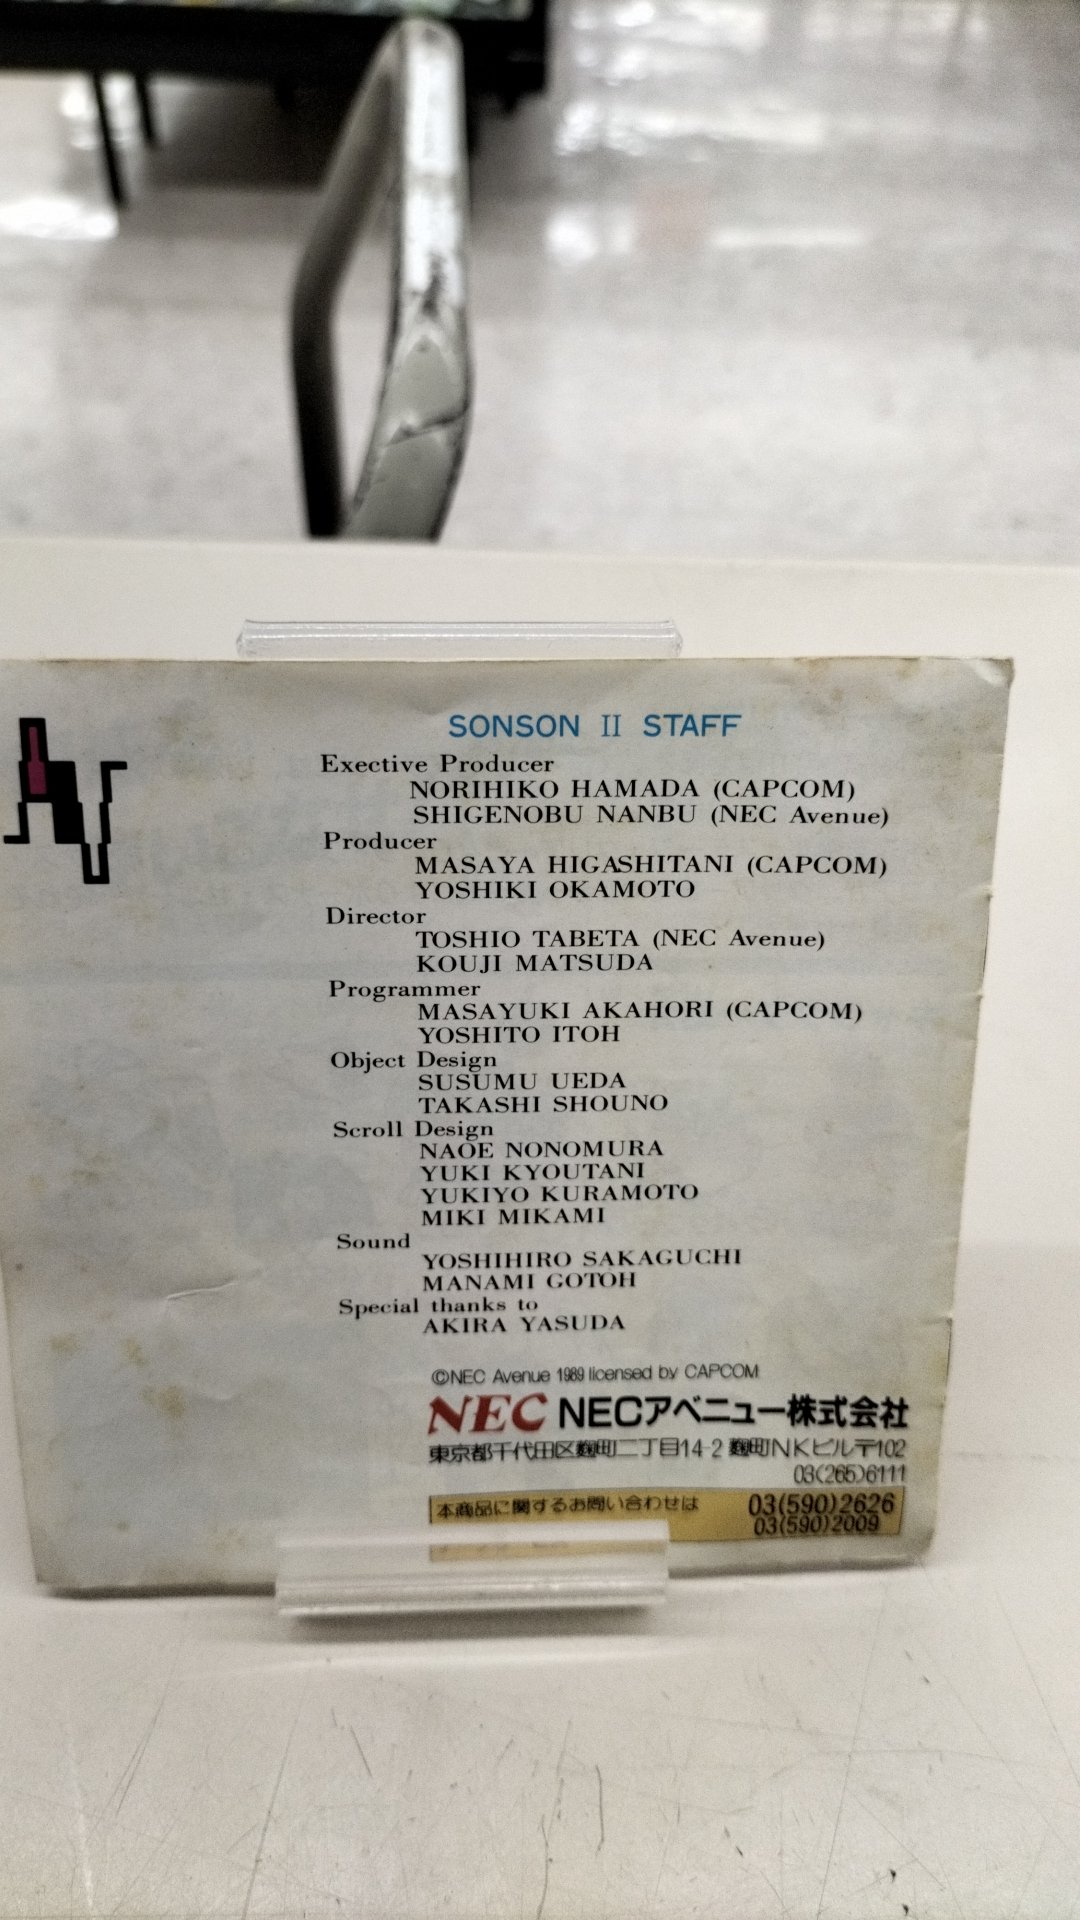 SONSON II STAFF
Exective Producer
NORIHIKO HAMADA (CAPCOM)
SHIGENOBU NANBU (NEC Avenue)
Producer
MASAYA HIGASHITANI (CAPCOM)
YOSHIKI OKAMOTO
Director
TOSHIO TABETA (NEC Avenue)
KOUJI MATSUDA
Programmer
MASAYUKI AKAHORI (CAPCOM)
YOSHITO ITOH
Object Design
SUSUMU UEDA
TAKASHI SHOUNO
Scroll Design
NAOE NONOMURA
YUKI KYOUTANI
YUKIYO KURAMOTO
MIKI MIKAMI
Sound
YOSHIHIRO SAKAGUCHI
MANAMI GOTOH
Special thanks to
AKIRA YASUDA
©NEC Avenue 1989 licensed by CAPCOM
NEC NECアベニュー株式会社
東京都千代田区麹町二丁目14-2 麹町NKビル〒102
03(265)6111
本商品に関するお問い合わせは 03(590)2626
03(590)2009